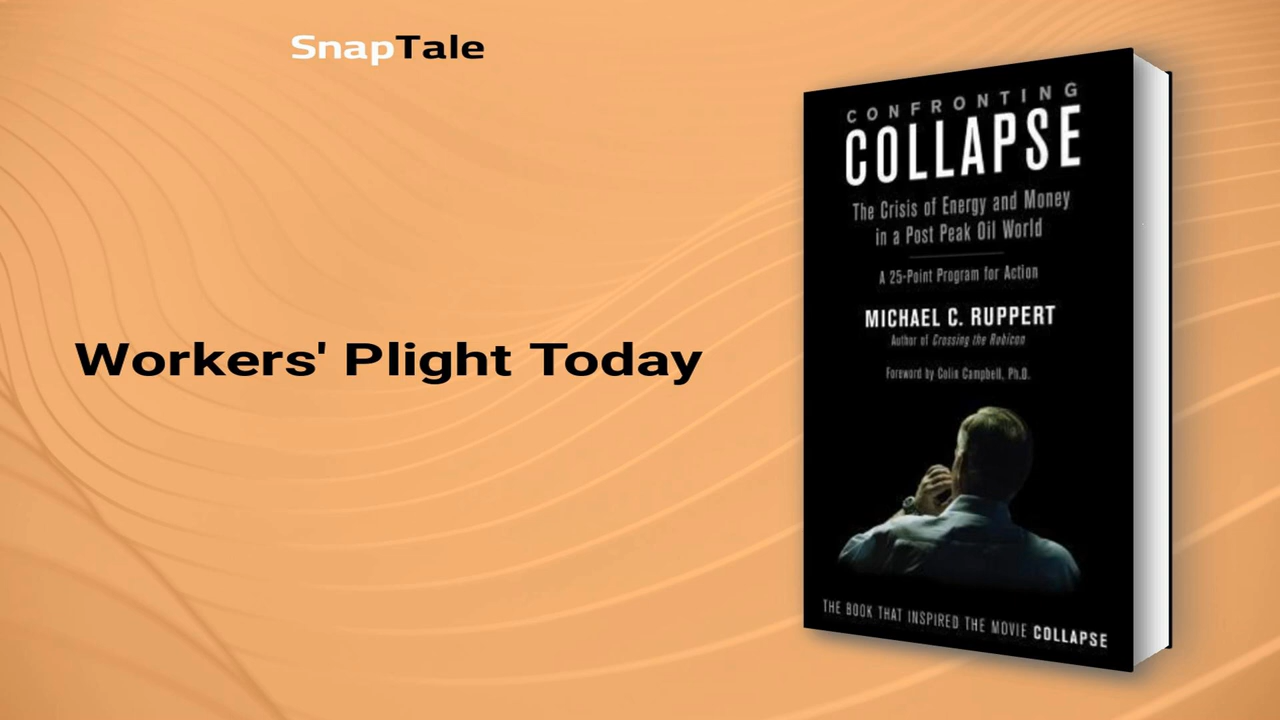 SnapTale
Workers' Plight Today
CONFRONTING
COLLAPSE
The Crisis of Energy and Money
in a Post Peak Oil World
A 25-Point Program for Action
MICHAEL C. RUPPERT
Author of Crossing the Rubicon
Foreword by Colin Campbell, Ph.D.
THE BOOK THAT INSPIRED THE MOVIE COLLAPSE